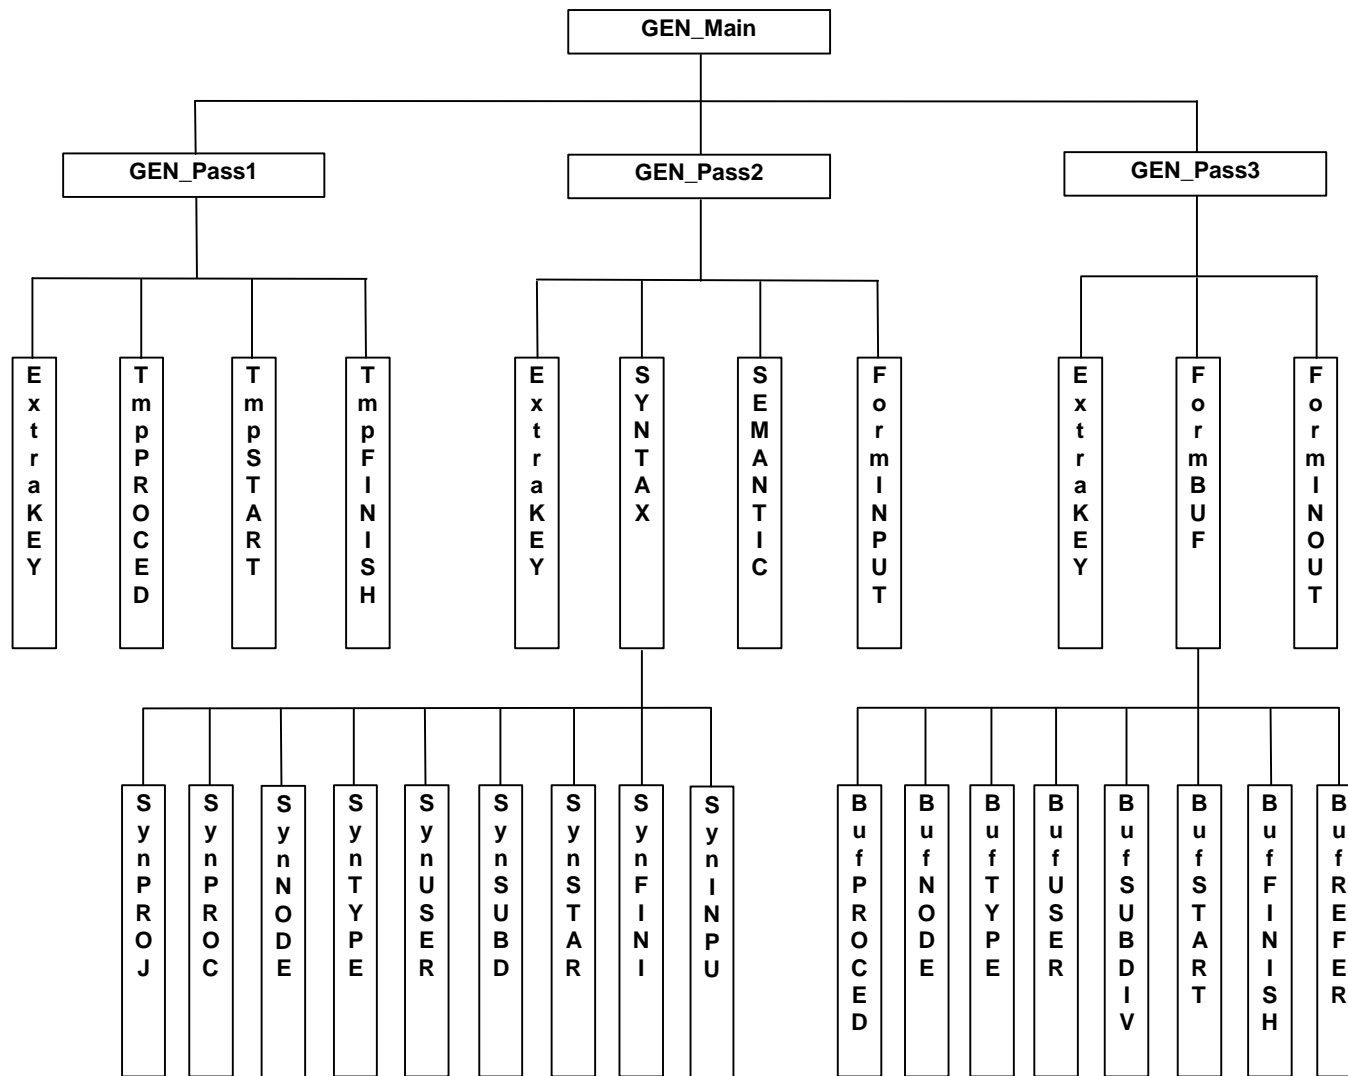 GEN_Main
GEN_Pass1
GEN_Pass2
GEN_Pass3
ExtraKEY
TmpPROCED
TmpSTART
TmpFINISH
ExtraKEY
SYNTAX
SEMANTIC
FormINPUT
ExtraKEY
FormBUF
FormINOUT
SynPROJ
SynPROC
SynNODE
SynTYPE
SynUSER
SynSUBD
SynSTAR
SynFINI
SynINPU
BufPROCED
BufNODE
BufTYPE
BufUSER
BufSUBDIV
BufSTART
BufFINISH
BufREFER